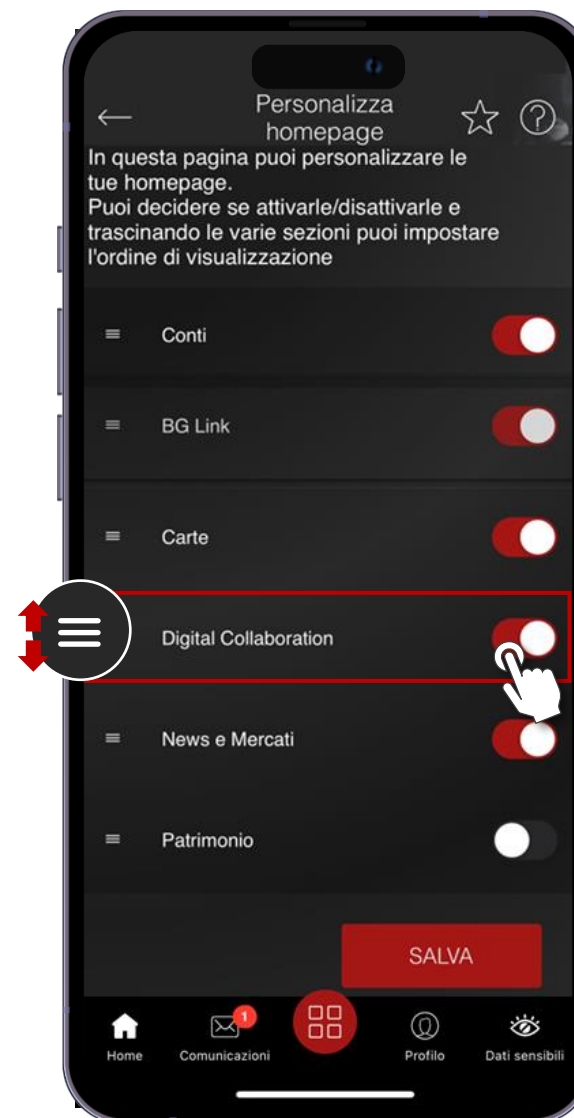 Personalizza
homepage
In questa pagina puoi personalizzare le
tue homepage.
Puoi decidere se attivarle/disattivarle e
trascinando le varie sezioni puoi impostare
l'ordine di visualizzazione
Conti
BG Link
Carte
Digital Collaboration
News e Mercati
Patrimonio
SALVA
1
Home Comunicazioni Profilo Dati sensibili